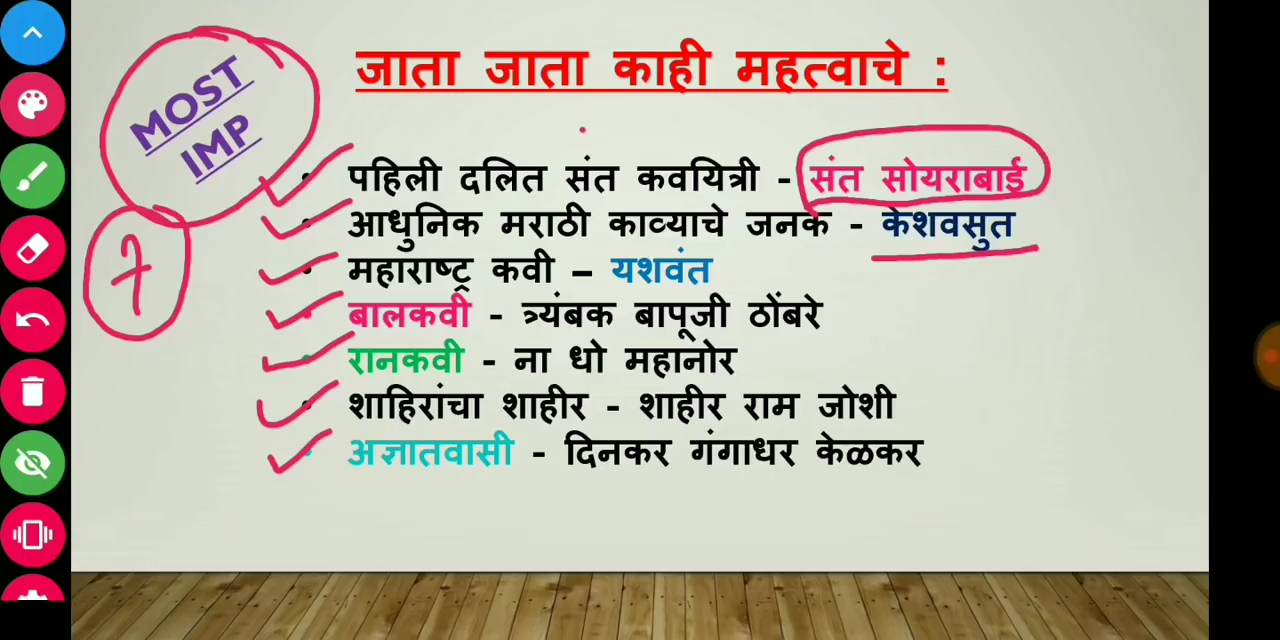 जाता जाता काही महत्वाचे :
MOST
IMP
• पहिली दलित संत कवयित्री - संत सोयराबाई
• आधुनिक मराठी काव्याचे जनक - केशवसुत
• महाराष्ट्र कवी – यशवंत
• बालकवी - त्र्यंबक बापूजी ठोंबरे
• रानकवी - ना धो महानोर
• शाहिरांचा शाहीर - शाहीर राम जोशी
• अज्ञातवासी - दिनकर गंगाधर केळकर
7